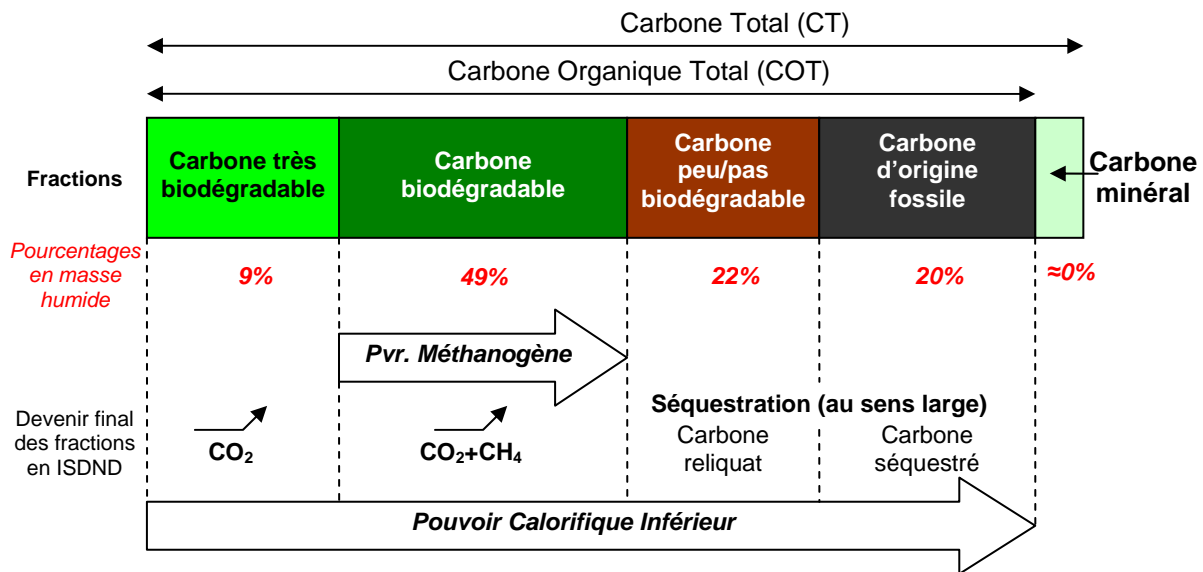 Carbone Total (CT)
Carbone Organique Total (COT)
Fractions
Carbone très
biodégradable
Carbone
biodégradable
Carbone
peu/pas
biodégradable
Carbone
d'origine
fossile
Carbone
minéral
Pourcentages
en masse
humide
9%
49%
22%
20%
≈0%
Pvr. Méthanogène
Devenir final
des fractions
en ISDND
CO₂
CO₂+CH₄
Séquestration (au sens large)
Carbone
reliquat
Carbone
séquestré
Pouvoir Calorifique Inférieur